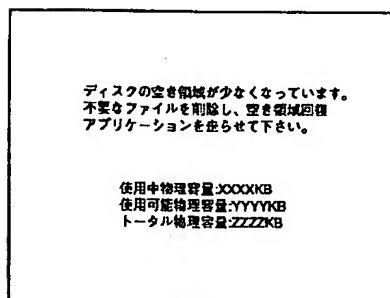 ディスクの空き領域が少なくなっています。
不要なファイルを削除し、空き領域回復
アプリケーションを走らせて下さい。
使用中物理容量:XXXXKB
使用可能物理容量:YYYYKB
トータル物理容量:ZZZZKB